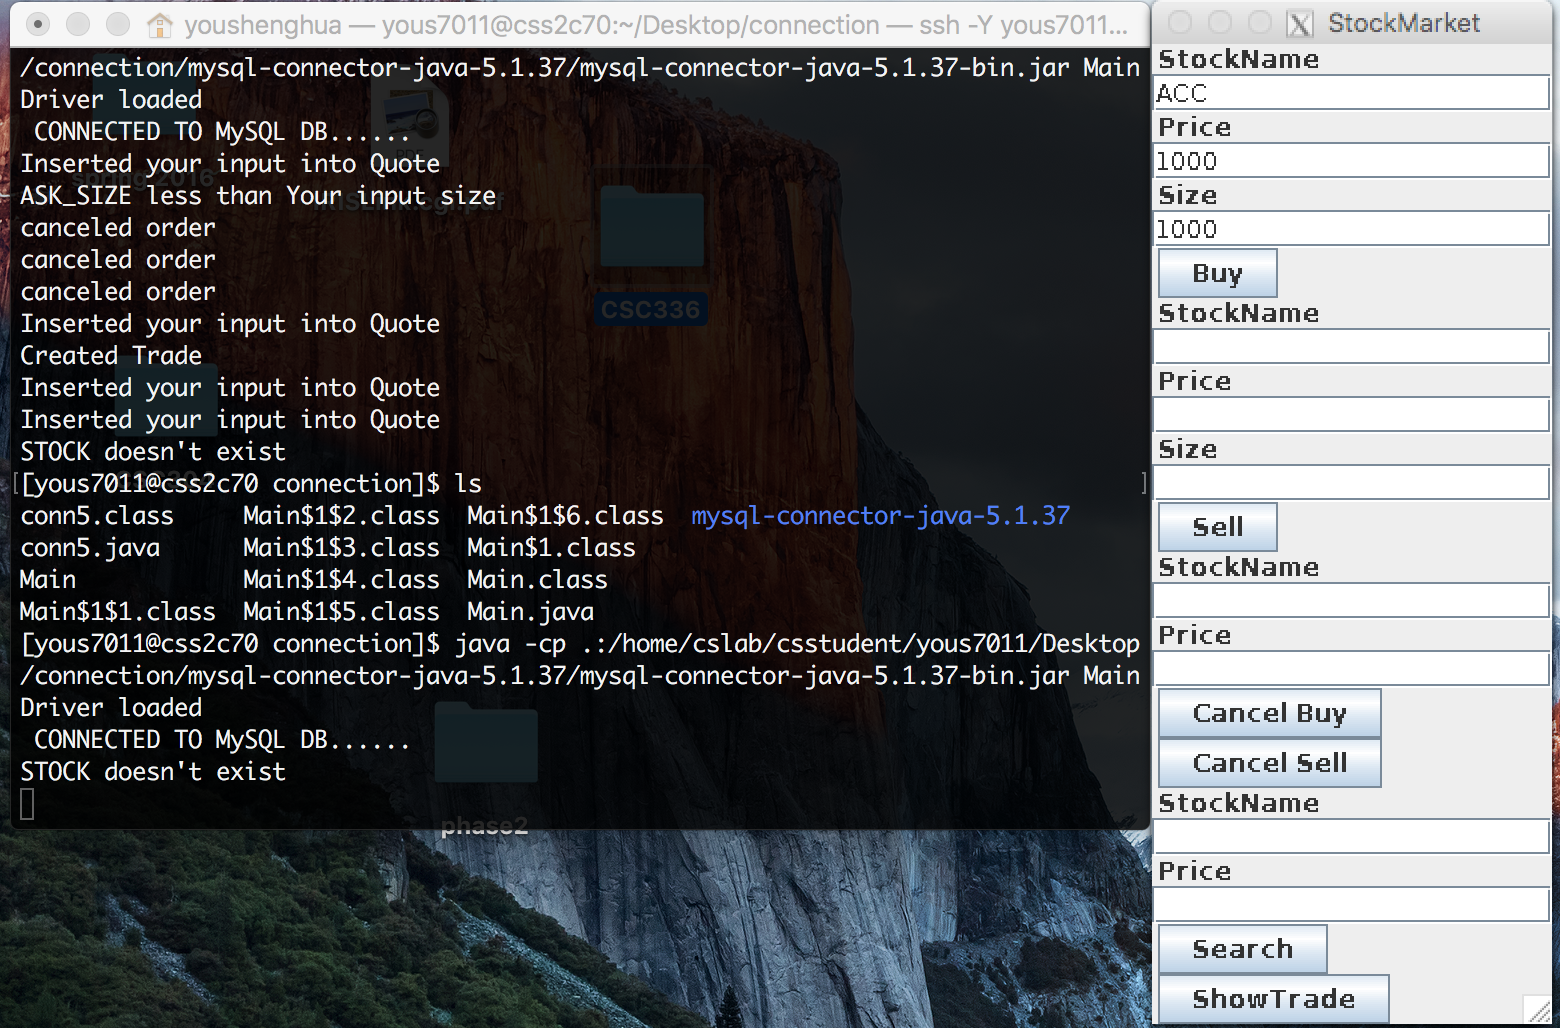 youshenghua — yous7011@css2c70:~/Desktop/connection — ssh -Y yous7011...
/connection/mysql-connector-java-5.1.37/mysql-connector-java-5.1.37-bin.jar Main
Driver loaded
 CONNECTED TO MySQL DB......
Inserted your input into Quote
ASK_SIZE less than Your input size
canceled order
canceled order
canceled order
Inserted your input into Quote
Created Trade
Inserted your input into Quote
Inserted your input into Quote
STOCK doesn't exist
[yous7011@css2c70 connection]$ ls
conn5.class     Main$1$2.class  Main$1$6.class  mysql-connector-java-5.1.37
conn5.java      Main$1$3.class  Main$1.class
Main            Main$1$4.class  Main.class
Main$1$1.class  Main$1$5.class  Main.java
[yous7011@css2c70 connection]$ java -cp .:/home/cslab/csstudent/yous7011/Desktop
/connection/mysql-connector-java-5.1.37/mysql-connector-java-5.1.37-bin.jar Main
Driver loaded
 CONNECTED TO MySQL DB......
STOCK doesn't exist
CSC336
phase2
StockMarket
StockName
ACC
Price
1000
Size
1000
Buy
StockName
Price
Size
Sell
StockName
Price
Cancel Buy
Cancel Sell
StockName
Price
Search
ShowTrade